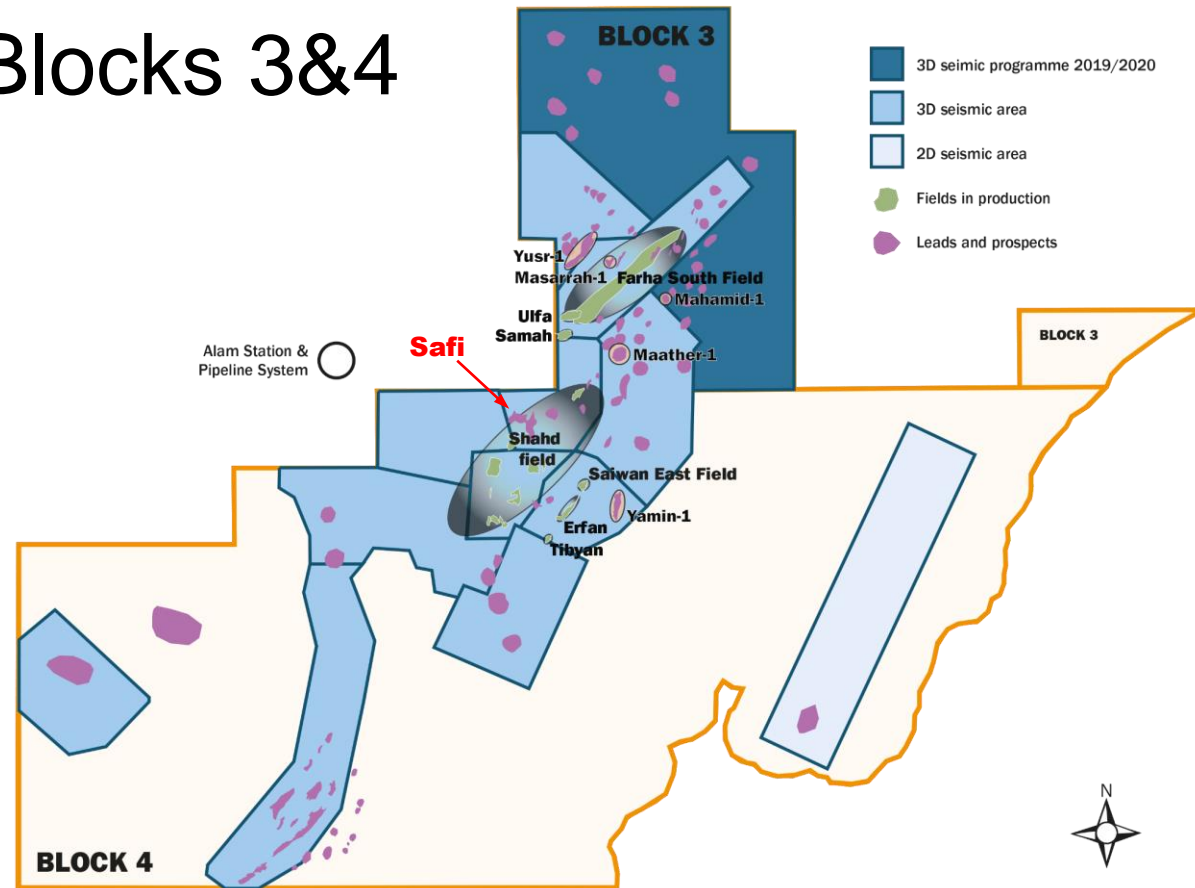 Blocks 3&4
BLOCK 3
3D seimic programme 2019/2020
3D seismic area
2D seismic area
Fields in production
Leads and prospects
Yusr-1
Masarrah-1
Farha South Field
Mahamid-1
Ulfa
Samah
Maather-1
BLOCK 3
Alam Station &
Pipeline System
Safi
Shahd
field
Saiwan East Field
Yamin-1
Erfan
Tibyan
N
BLOCK 4